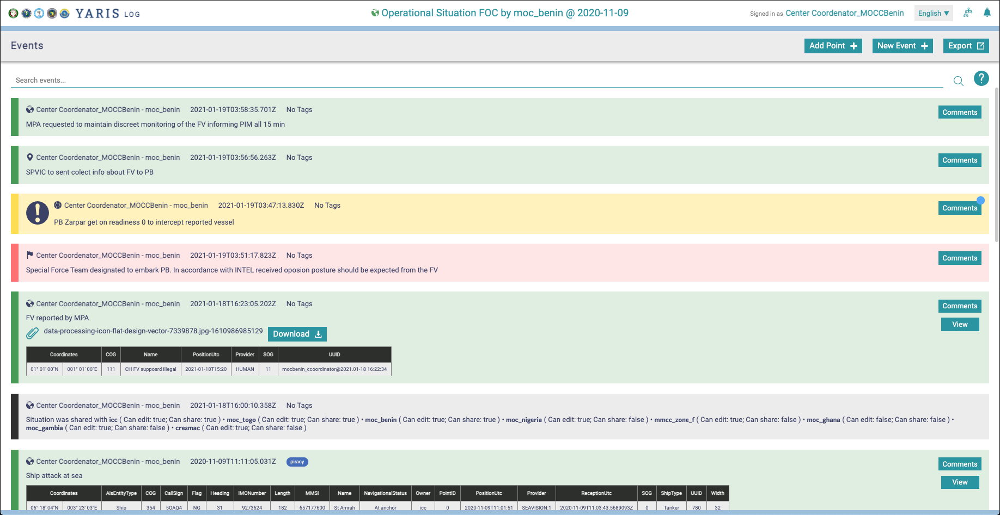 YARIS LOG
Operational Situation FOC by moc_benin @ 2020-11-09
Signed in as Center Coordenator_MOCCBenin
English ▼
Events
Add Point +
New Event +
Export
Search events...
?
Center Coordenator_MOCCBenin - moc_benin 2021-01-19T03:58:35.701Z No Tags
Comments
MPA requested to maintain discreet monitoring of the FV informing PIM all 15 min
Center Coordenator_MOCCBenin - moc_benin 2021-01-19T03:56:56.263Z No Tags
Comments
SPVIC to sent colect info about FV to PB
Center Coordenator_MOCCBenin - moc_benin 2021-01-19T03:47:13.830Z No Tags
Comments
PB Zarpar get on readiness 0 to intercept reported vessel
Center Coordenator_MOCCBenin - moc_benin 2021-01-19T03:51:17.823Z No Tags
Comments
Special Force Team designated to embark PB. In accordance with INTEL received oposion posture should be expected from the FV
Center Coordenator_MOCCBenin - moc_benin 2021-01-18T16:23:05.202Z No Tags
Comments
FV reported by MPA
View
data-processing-icon-flat-design-vector-7339878.jpg-1610986985129 Download
Coordinates COG Name PositionUtc Provider SOG UUID
01° 01' 00"N 001° 01' 00"E 111 CH FV supposrd illegal 2021-01-18T15:20 HUMAN 11 mocbenin_ccoordinator@2021.01-18 16:22:34
Center Coordenator_MOCCBenin - moc_benin 2021-01-18T16:00:10.358Z No Tags
Situation was shared with icc ( Can edit: true; Can share: true ) • moc_togo ( Can edit: true; Can share: true ) • moc_benin ( Can edit: true; Can share: true ) • moc_nigeria ( Can edit: true; Can share: false ) • mmcc_zone_f ( Can edit: true; Can share: false ) • moc_ghana ( Can edit: false; Can share: false ) •
moc_gambia ( Can edit: true; Can share: false ) • cresmac ( Can edit: true; Can share: false )
Center Coordenator_MOCCBenin - moc_benin 2020-11-09T11:11:05.031Z piracy
Comments
Ship attack at sea
View
Coordinates AisEntityType COG CallSign Flag Heading IMONumber Length MMSI Name NavigationalStatus Owner PointID PositionUtc Provider ReceptionUtc SOG ShipType UUID Width
06° 18' 04"N 003° 23' 03"E Ship 354 5OAQ4 NG 31 9273624 182 657177600 St Amrah At anchor icc 0 2020-11-09T11:01:51 SEAVISION:1 2020-11-09T11:03:43.5689093Z 0 Tanker 780 32